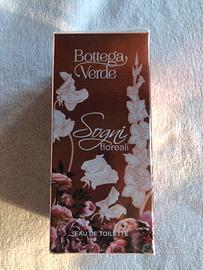 Bottega
Verde
Sogni
floreali
EAU DE TOILETTE